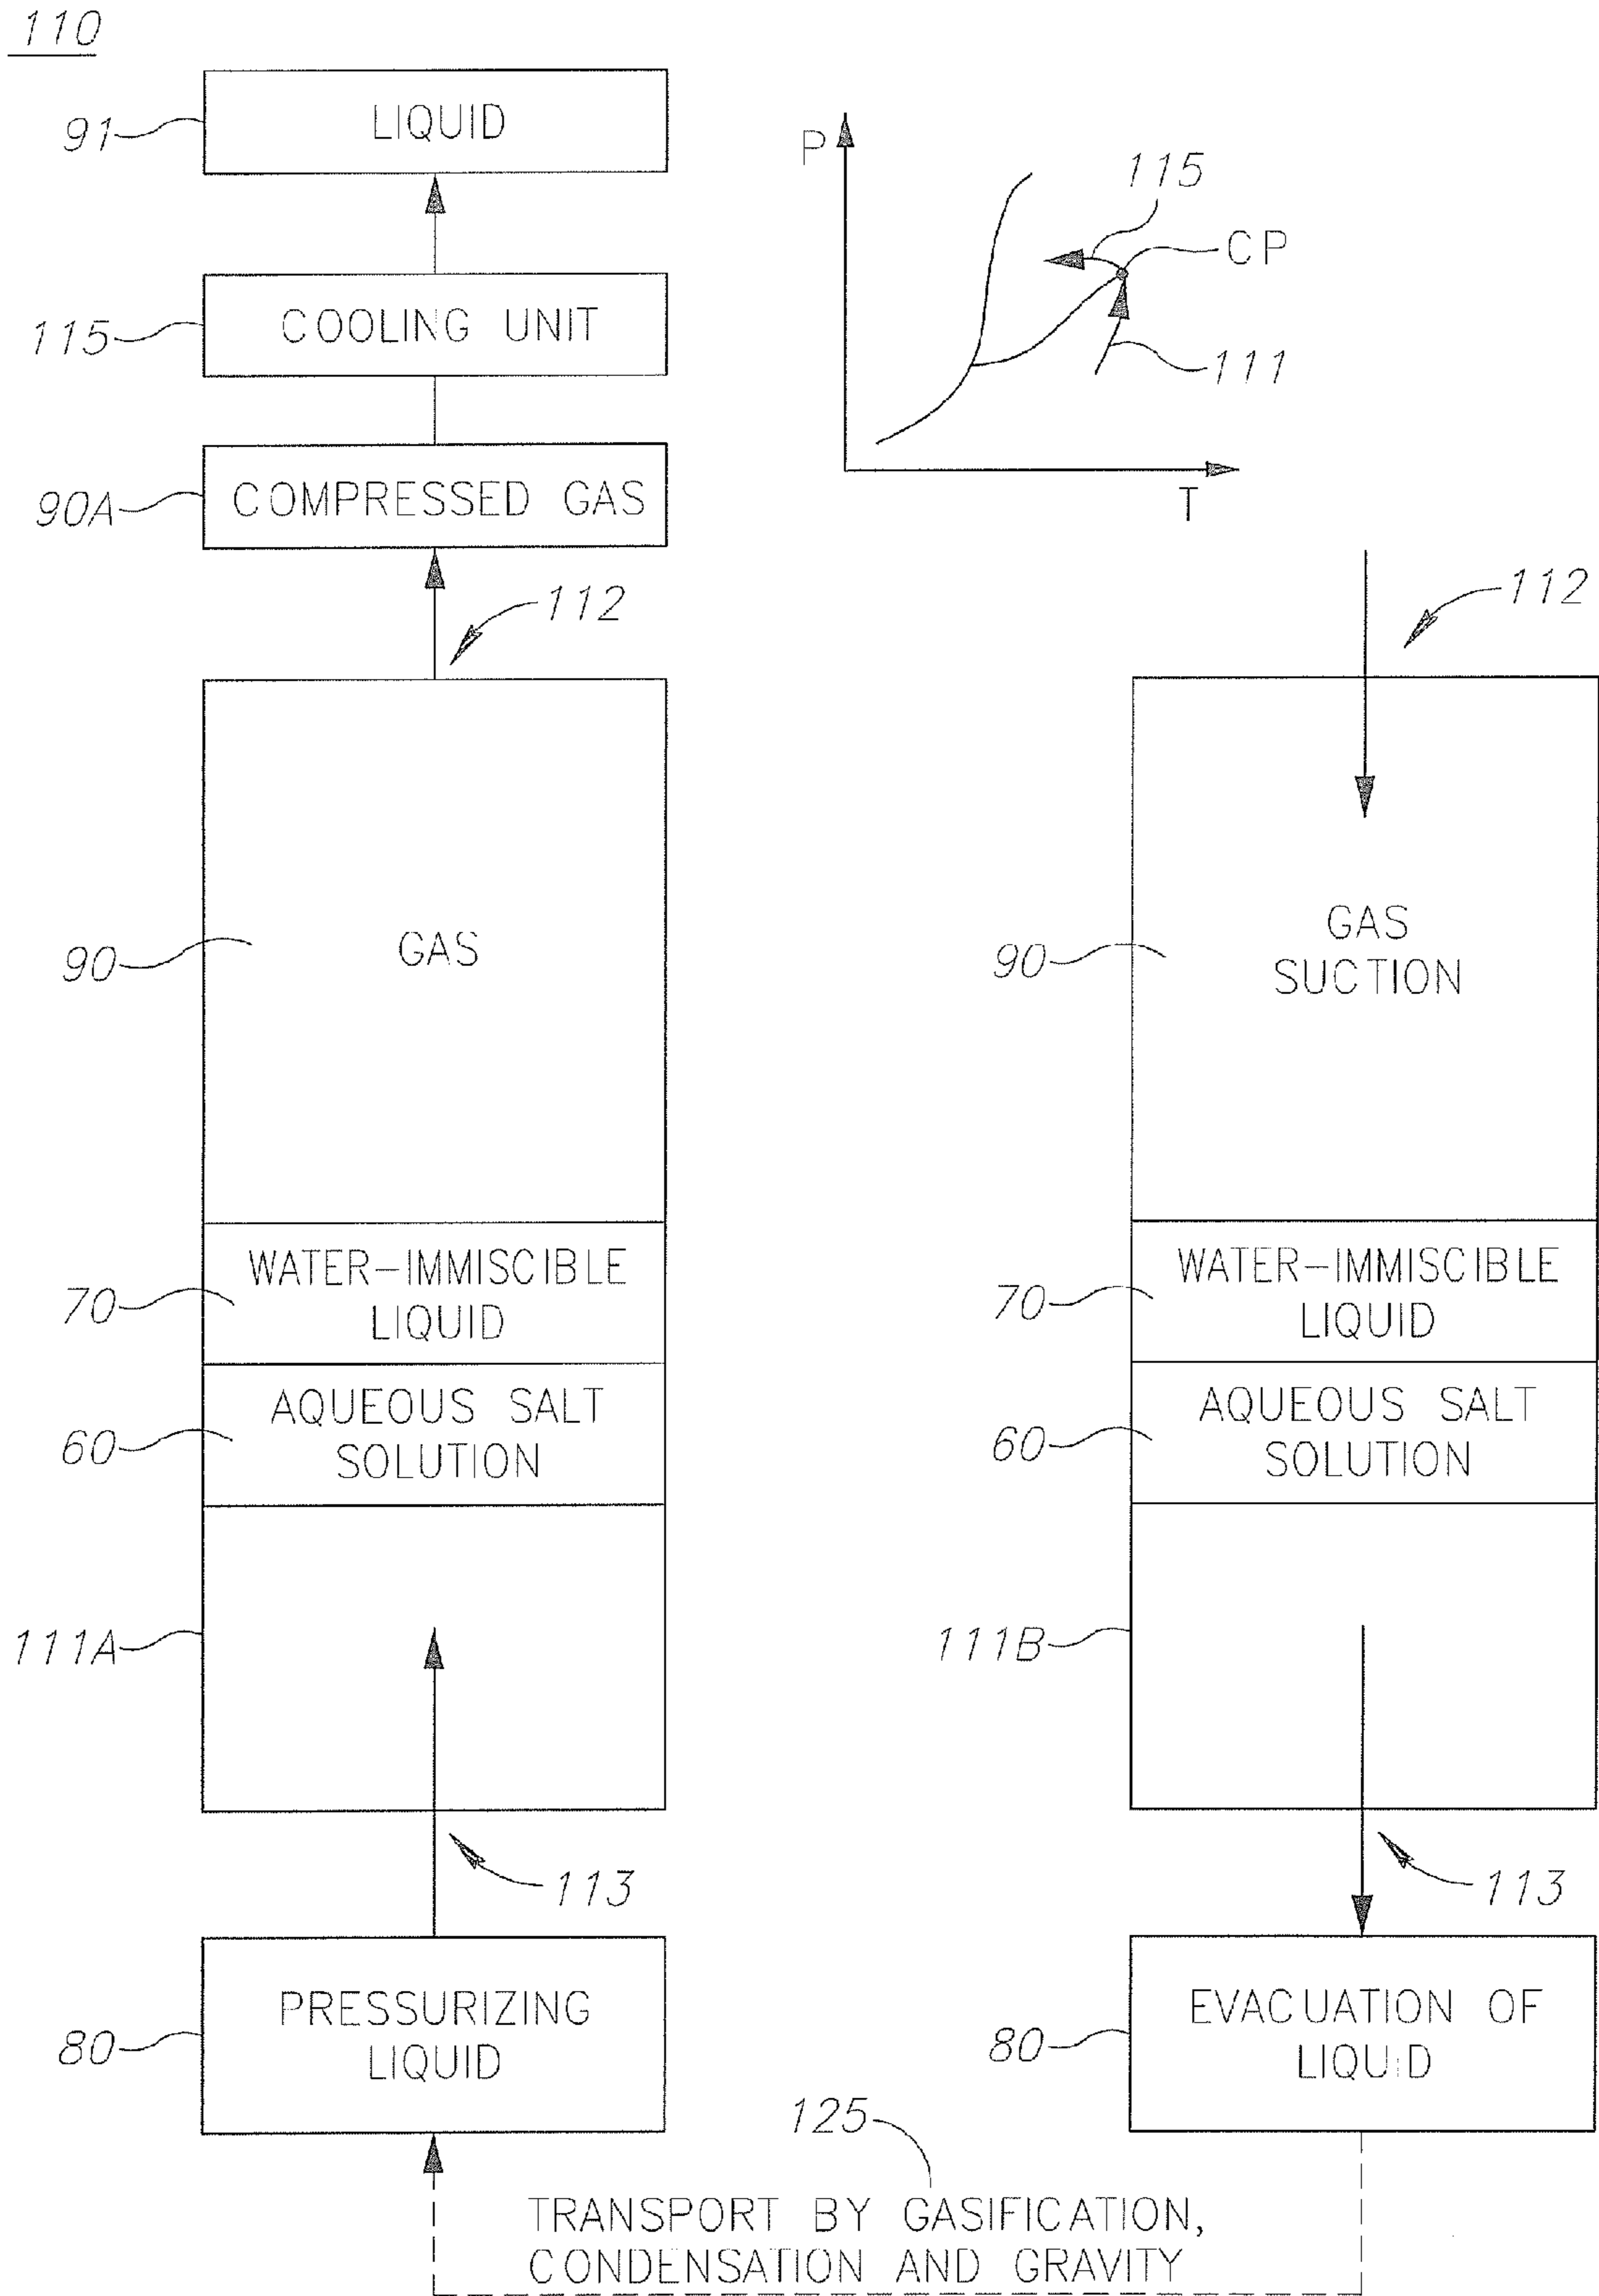 110
91
LIQUID
115
COOLING UNIT
90A
COMPRESSED GAS
112
P
115
CP
111
T
112
90
GAS
90
GAS
SUCTION
70
WATER-IMMISCIBLE
LIQUID
70
WATER-IMMISCIBLE
LIQUID
60
AQUEOUS SALT
SOLUTION
60
AQUEOUS SALT
SOLUTION
111A
111B
113
113
80
PRESSURIZING
LIQUID
80
EVACUATION OF
LIQUID
125
TRANSPORT BY GASIFICATION,
CONDENSATION AND GRAVITY